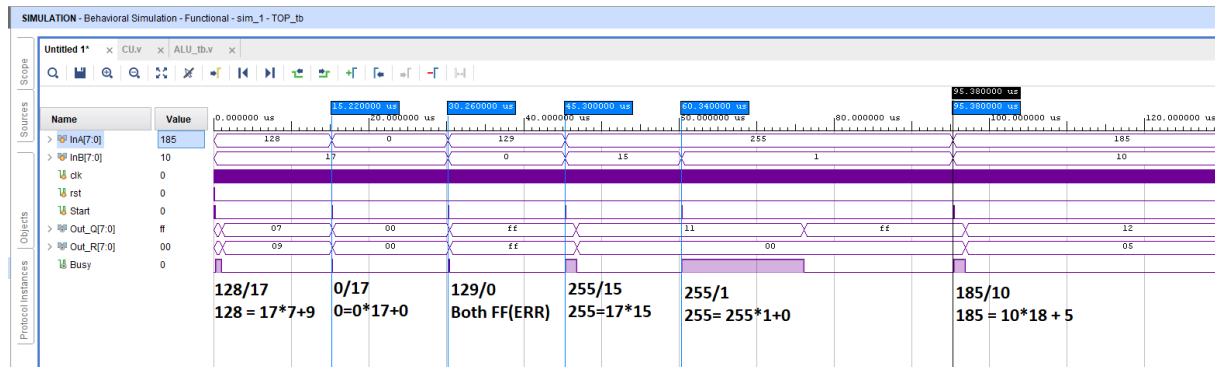 SIMULATION - Behavioral Simulation - Functional - sim_1 - TOP_tb
Untitled 1* × CU.v × ALU_tb.v ×
Scope
Sources
Objects
Protocol Instances
95.380000 us
15.220000 us 30.260000 us 45.300000 us 60.340000 us 95.380000 us
Name Value
0.000000 us 20.000000 us 40.000000 us 80.000000 us 100.000000 us 120.000000 us
InA[7:0] 185 128 0 129 255 185
InB[7:0] 10 17 0 15 1 10
clk 0
rst 0
Start 0
Out_Q[7:0] ff 07 00 ff 11 ff 12
Out_R[7:0] 00 09 00 ff 00 05
Busy 0
128/17 0/17 129/0 255/15 255/1 185/10
128 = 17*7+9 0=0*17+0 Both FF(ERR) 255=17*15 255= 255*1+0 185 = 10*18 + 5